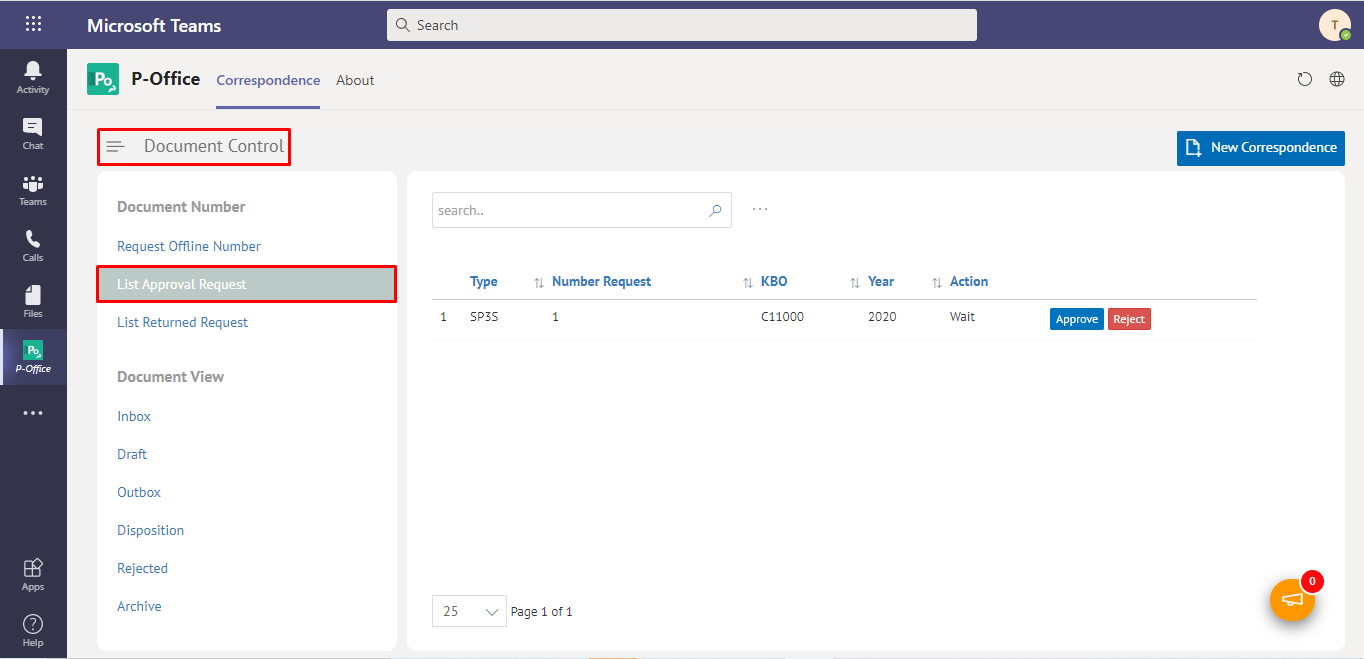 Microsoft Teams
Search
T
Activity
Chat
Teams
Calls
Files
Po
P-Office
Apps
Help
Po
P-Office
Correspondence
About
Document Control
New Correspondence
Document Number
Request Offline Number
List Approval Request
List Returned Request
Document View
Inbox
Draft
Outbox
Disposition
Rejected
Archive
search..
...
Type Number Request KBO Year Action
1 SP3S 1 C11000 2020 Wait Approve Reject
25 Page 1 of 1
0